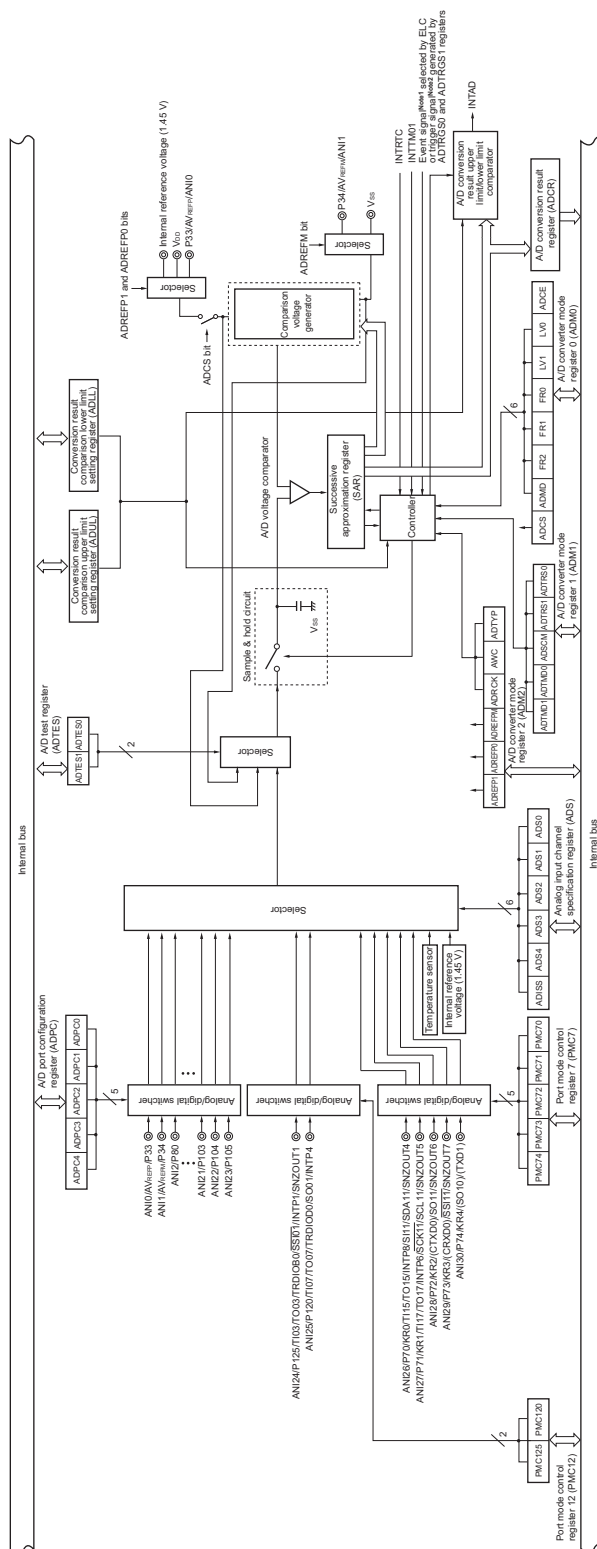 Internal bus
A/D port configuration
register (ADPC)
ADPC4 ADPC3 ADPC2 ADPC1 ADPC0
5
ANI0/AVREFP/P33
ANI1/AVREFM/P34
ANI2/P80
ANI21/P103
ANI22/P104
ANI23/P105
Analog/digital switcher
ANI24/P125/TI03/TO03/TRDIOB0/SSI01/INTP1/SNZOUT1
ANI25/P120/TI07/TO07/TRDIOD0/SO01/INTP4
Analog/digital switcher
ANI26/P70/KR0/TI15/TO15/INTP8/SI11/SDA11/SNZOUT4
ANI27/P71/KR1/TI17/TO17/INTP6/SCK11/SCL11/SNZOUT5
ANI28/P72/KR2/(CTXD0)/SO11/SNZOUT6
ANI29/P73/KR3/(CRXD0)/SSI11/SNZOUT7
ANI30/P74/KR4/(SO10)/(TXD1)
Analog/digital switcher
Temperature sensor
Internal reference
voltage (1.45 V)
Selector
2
PMC125 PMC120
Port mode control
register 12 (PMC12)
5
PMC74 PMC73 PMC72 PMC71 PMC70
Port mode control
register 7 (PMC7)
6
ADISS ADS4 ADS3 ADS2 ADS1 ADS0
Analog input channel
specification register (ADS)
A/D test register
(ADTES)
ADTES1 ADTES0
2
Selector
Sample & hold circuit
VSS
A/D voltage comparator
Conversion result
comparison upper limit
setting register (ADUL)
Conversion result
comparison lower limit
setting register (ADLL)
ADREFP1 and ADREFP0 bits
Selector
Internal reference voltage (1.45 V)
VDD
P33/AVREFP/ANI0
ADCS bit
Comparison
voltage
generator
ADREFM bit
Selector
P34/AVREFM/ANI1
VSS
Successive
approximation register
(SAR)
Controller
INTRTC
INTTM01
Event signalNote1 selected by ELC
or trigger signalNote2 generated by
ADTRGS0 and ADTRGS1 registers
A/D conversion
result upper
limit/lower limit
comparator
INTAD
A/D conversion result
register (ADCR)
ADREFP1 ADREFP0 ADREFPM ADRCK AWC ADTYP
A/D converter mode
register 2 (ADM2)
ADTMD1 ADTMD0 ADSCM ADTRS1 ADTRS0
A/D converter mode
register 1 (ADM1)
6
ADCS ADMD FR2 FR1 FR0 LV1 LV0 ADCE
A/D converter mode
register 0 (ADM0)
Internal bus